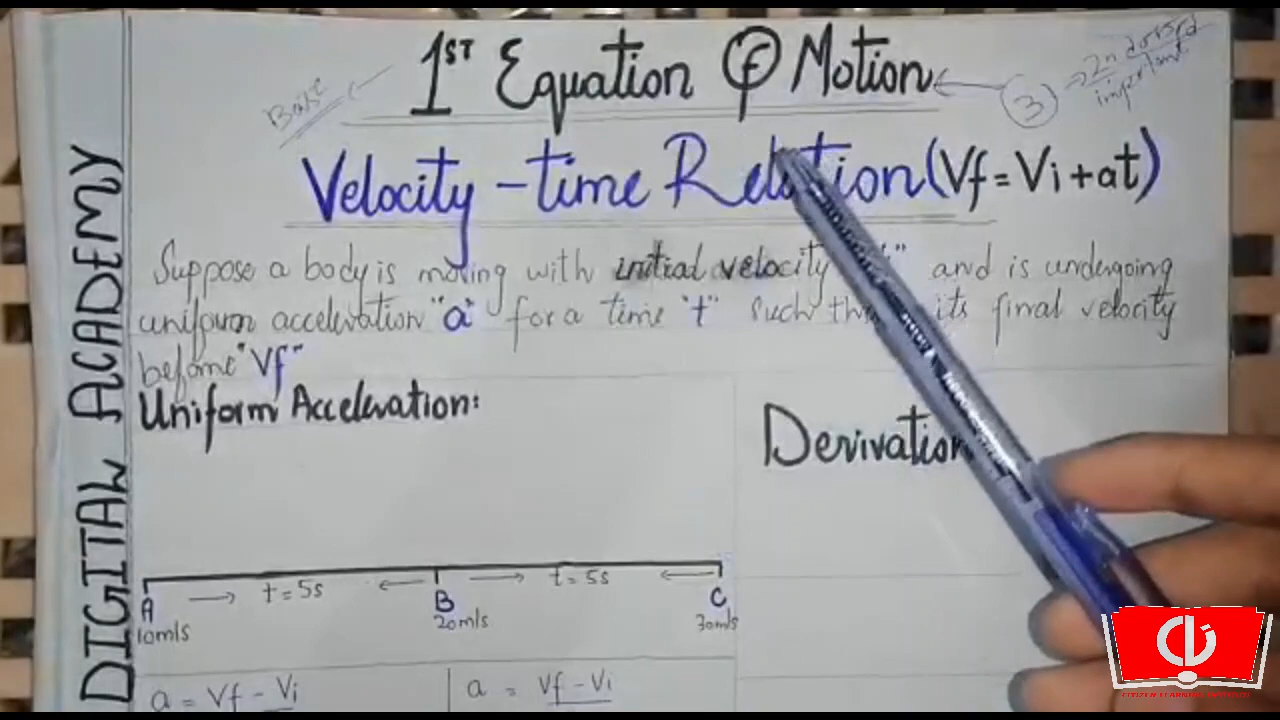 1ST Equation of Motion
Base
3 → 2nd or 3rd
important
Velocity - time Relation (Vf = Vi + at)
Suppose a body is moving with initial velocity " and is undergoing
uniform acceleration "a" for a time "t" such its final velocity
become "Vf"
Uniform Acceleration:
Derivation
t = 5s t = 5s
A B C
10m/s 20m/s 30m/s
a = Vf - Vi
a = Vf - Vi
DIGITAL ACADEMY